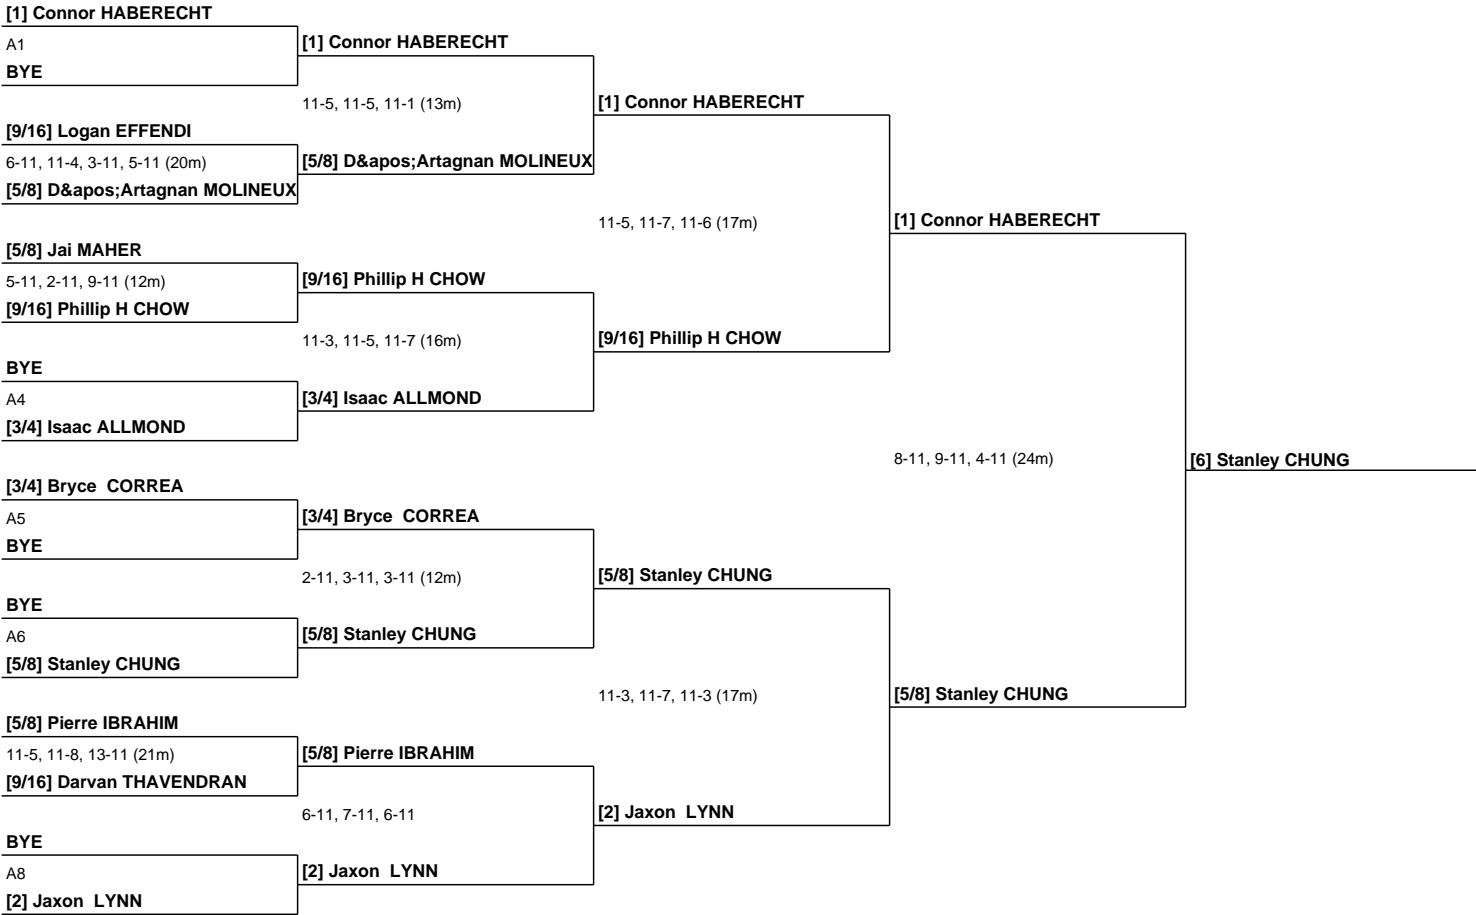 [1] Connor HABERECHT
A1
BYE
[9/16] Logan EFFENDI
6-11, 11-4, 3-11, 5-11 (20m)
[5/8] D&apos;Artagnan MOLINEUX
[5/8] Jai MAHER
5-11, 2-11, 9-11 (12m)
[9/16] Phillip H CHOW
BYE
A4
[3/4] Isaac ALLMOND
[3/4] Bryce  CORREA
A5
BYE
BYE
A6
[5/8] Stanley CHUNG
[5/8] Pierre IBRAHIM
11-5, 11-8, 13-11 (21m)
[9/16] Darvan THAVENDRAN
BYE
A8
[2] Jaxon  LYNN
[1] Connor HABERECHT
11-5, 11-5, 11-1 (13m)
[5/8] D&apos;Artagnan MOLINEUX
[9/16] Phillip H CHOW
11-3, 11-5, 11-7 (16m)
[3/4] Isaac ALLMOND
[3/4] Bryce  CORREA
2-11, 3-11, 3-11 (12m)
[5/8] Stanley CHUNG
[5/8] Pierre IBRAHIM
6-11, 7-11, 6-11
[2] Jaxon  LYNN
[1] Connor HABERECHT
11-5, 11-7, 11-6 (17m)
[9/16] Phillip H CHOW
[5/8] Stanley CHUNG
11-3, 11-7, 11-3 (17m)
[2] Jaxon  LYNN
[1] Connor HABERECHT
8-11, 9-11, 4-11 (24m)
[5/8] Stanley CHUNG
[6] Stanley CHUNG